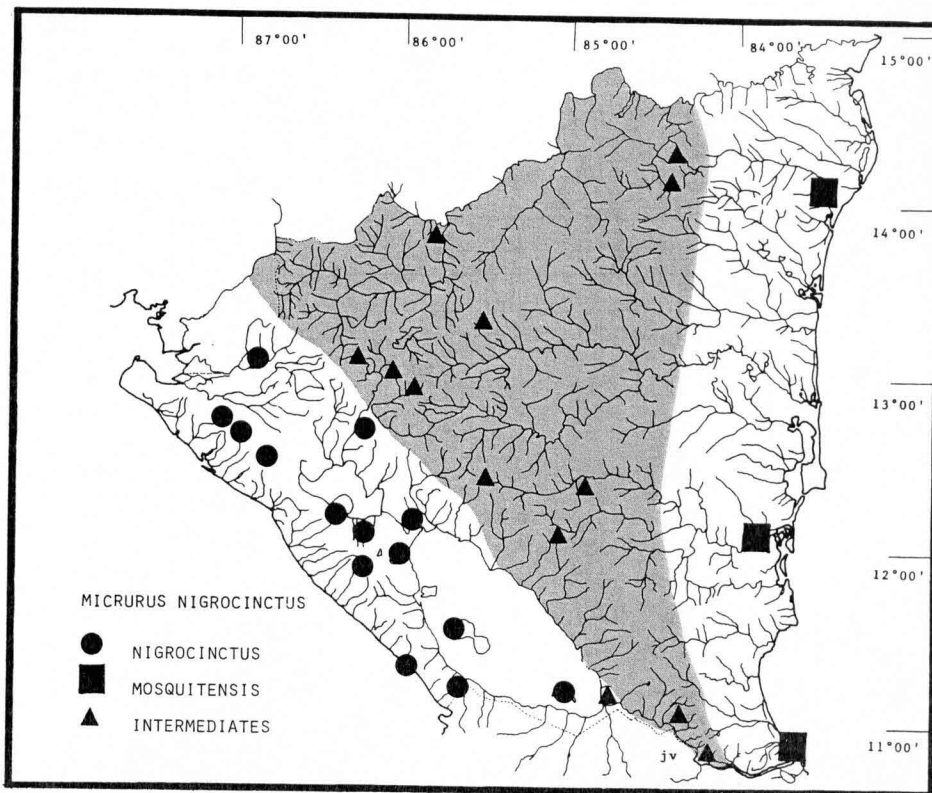 87°00' 86°00' 85°00' 84°00'
15°00'
14°00'
13°00'
12°00'
MICRURUS NIGROCINCTUS
NIGROCINCTUS
MOSQUITENSIS
INTERMEDIATES
11°00'
jv